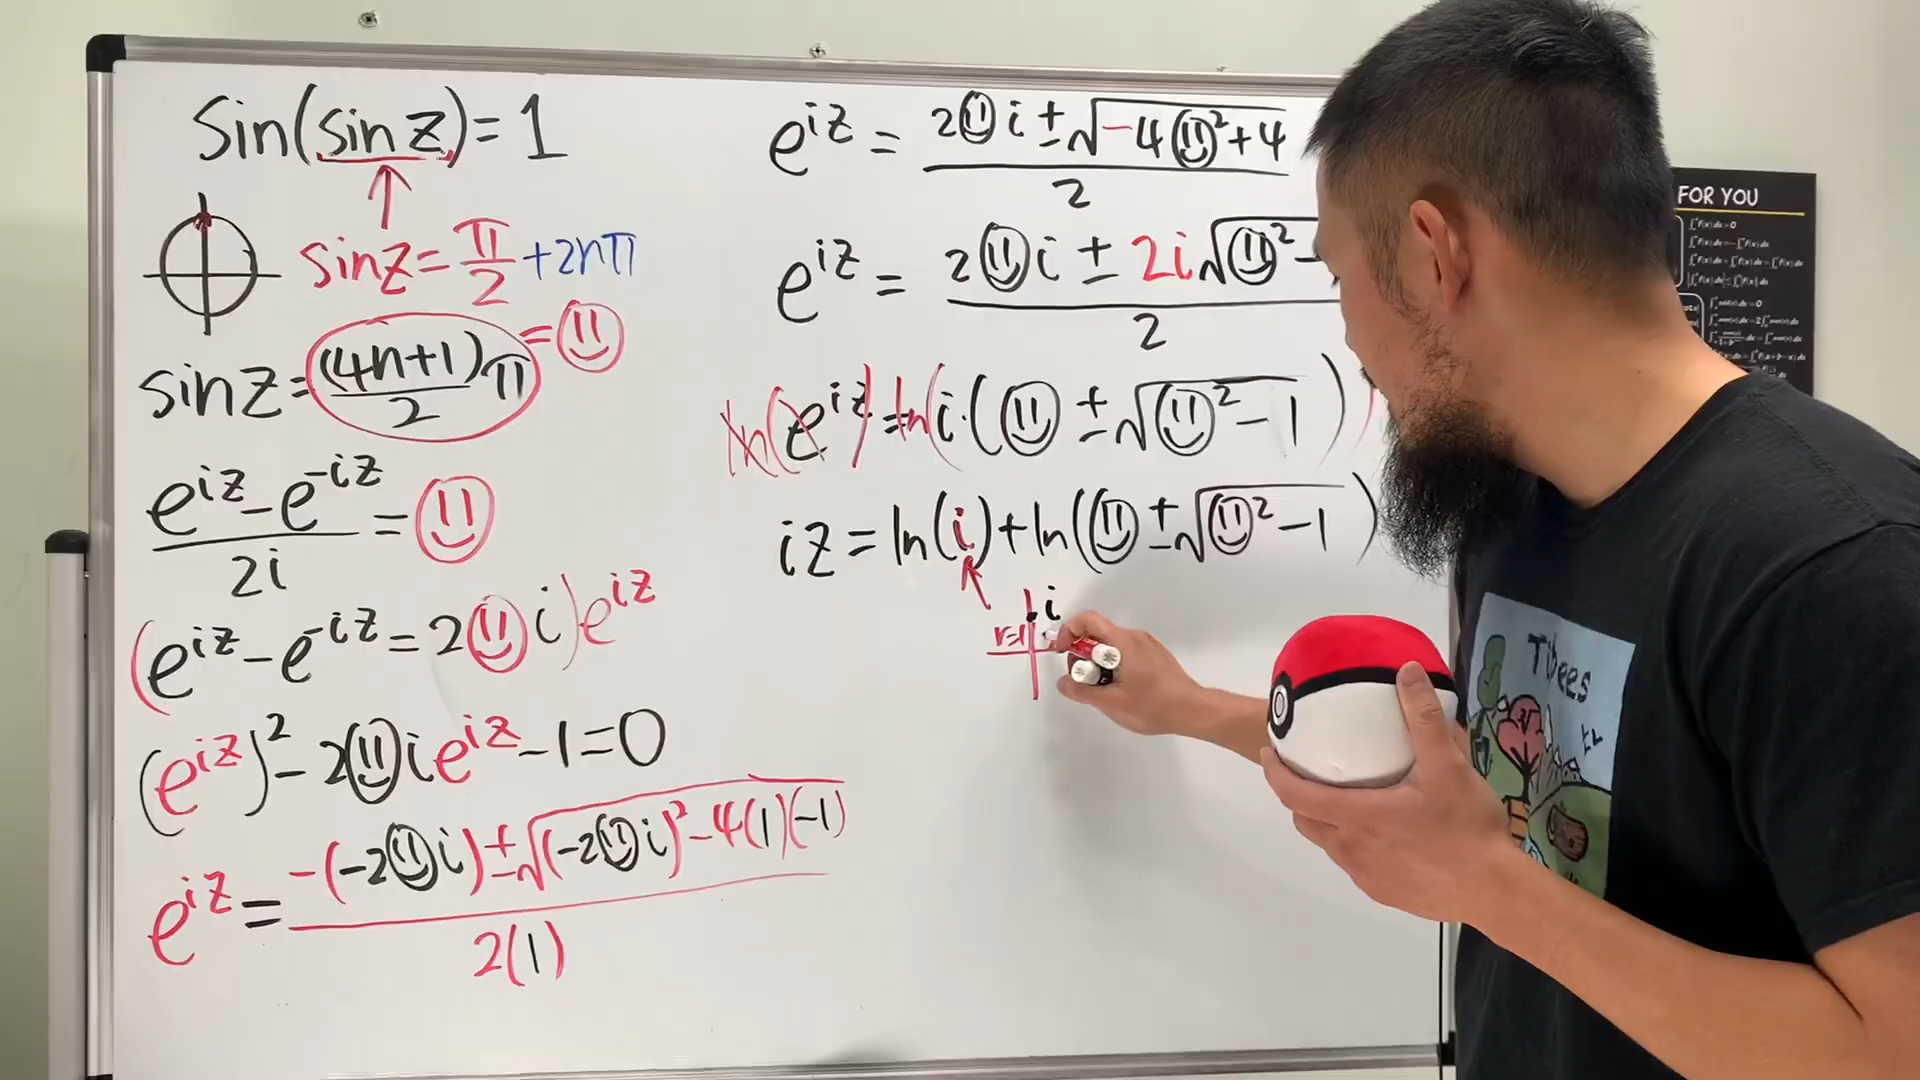 sin(sin z) = 1
sin z = π/2 + 2nπ
sin z = (4n+1)/2 π = ☺
(e^{iz} - e^{-iz})/2i = ☺
(e^{iz} - e^{-iz} = 2☺i) e^{iz}
(e^{iz})² - 2☺i e^{iz} - 1 = 0
e^{iz} = (-(-2☺i) ± √((-2☺i)² - 4(1)(-1)))/2(1)
e^{iz} = (2☺i ± √(-4☺² + 4))/2
e^{iz} = (2☺i ± 2i√(☺² -))/2
ln(e^{iz}) = ln(i·(☺ ± √(☺² - 1)))
iz = ln(i) + ln(☺ ± √(☺² - 1))
i
r=1
FOR YOU
Tibees